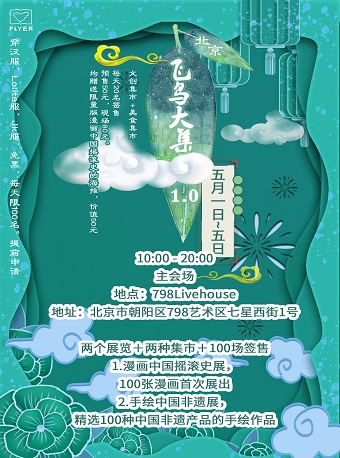 FLYER
北京
飞鸟大集
1.0
五月一日~五日
文创集市+美食集市
每天20名签售
预售50元，现场80元。
均赠送限量版漫画中国摇滚史的海报，价值50元
穿汉服、Lolita服、Jk服，免票，每天限100名。提前申请
10:00 - 20:00
主会场
地点：798Livehouse
地址：北京市朝阳区798艺术区七星西街1号
两个展览＋两种集市＋100场签售
1.漫画中国摇滚史展，
100张漫画首次展出
2.手绘中国非遗展，
精选100种中国非遗产品的手绘作品